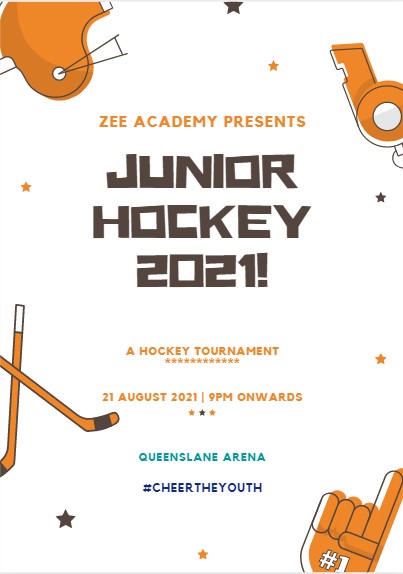 ZEE ACADEMY PRESENTS
JUNIOR
HOCKEY
2021!
A HOCKEY TOURNAMENT
************
21 AUGUST 2021 | 9PM ONWARDS
QUEENSLANE ARENA
#CHEERTHEYOUTH
#1